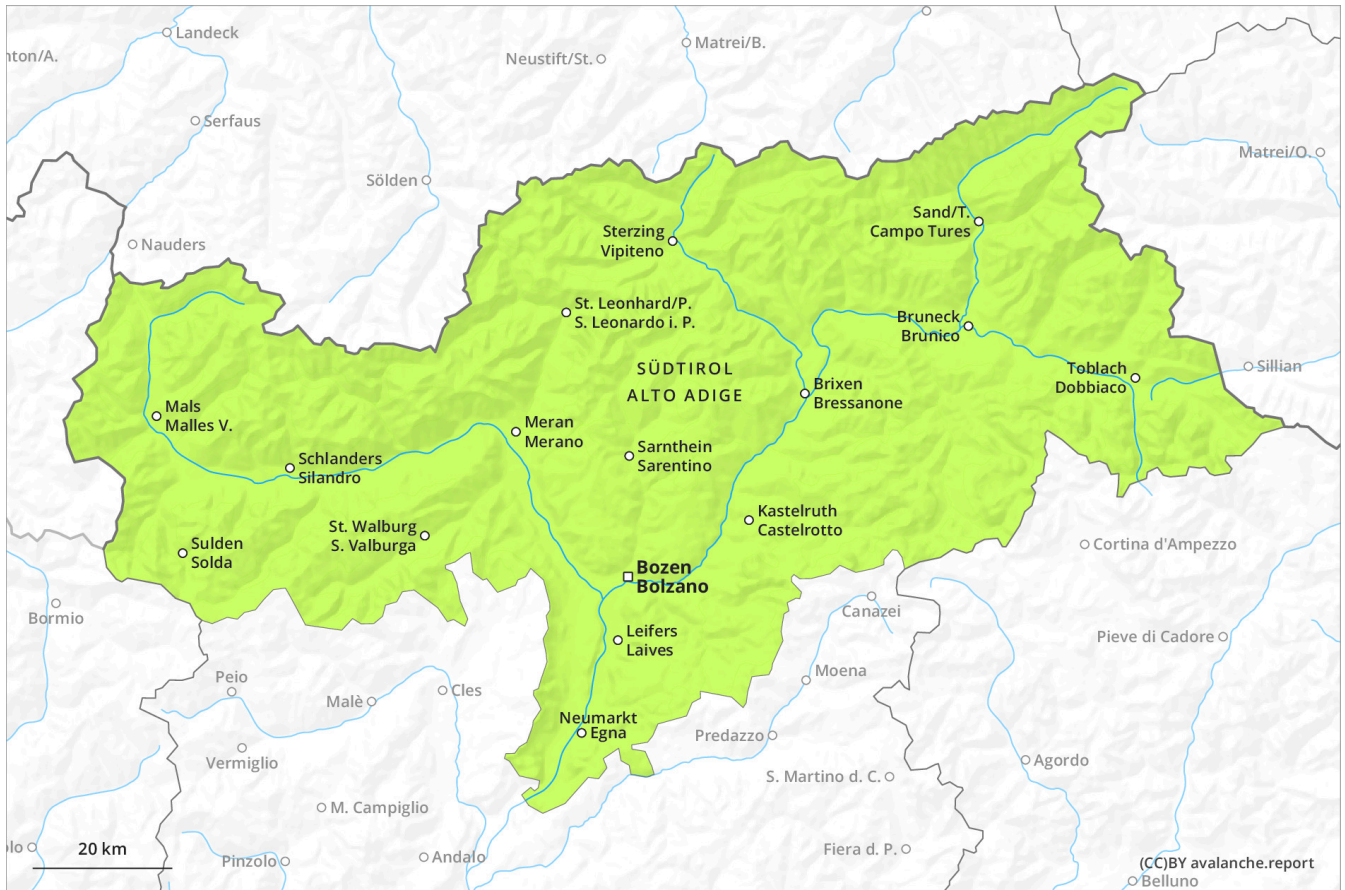 Landeck
nton/A.
Neustift/St.
Matrei/B.
Serfaus
Matrei/O.
Sölden
Nauders
Sand/T.
Campo Tures
Sterzing
Vipiteno
St. Leonhard/P.
S. Leonardo i. P.
Bruneck
Brunico
SÜDTIROL
ALTO ADIGE
Toblach
Dobbiaco
Sillian
Brixen
Bressanone
Mals
Malles V.
Meran
Merano
Sarnthein
Sarentino
Schlanders
Silandro
Kastelruth
Castelrotto
St. Walburg
S. Valburga
Sulden
Solda
Cortina d'Ampezzo
Bozen
Bolzano
Bormio
Canazei
Leifers
Laives
Pieve di Cadore
Peio
Malè
Cles
Moena
Neumarkt
Egna
Predazzo
Vermiglio
Agordo
S. Martino d. C.
M. Campiglio
lo
20 km
Pinzolo
Andalo
Fiera d. P.
(CC)BY avalanche.report
Belluno